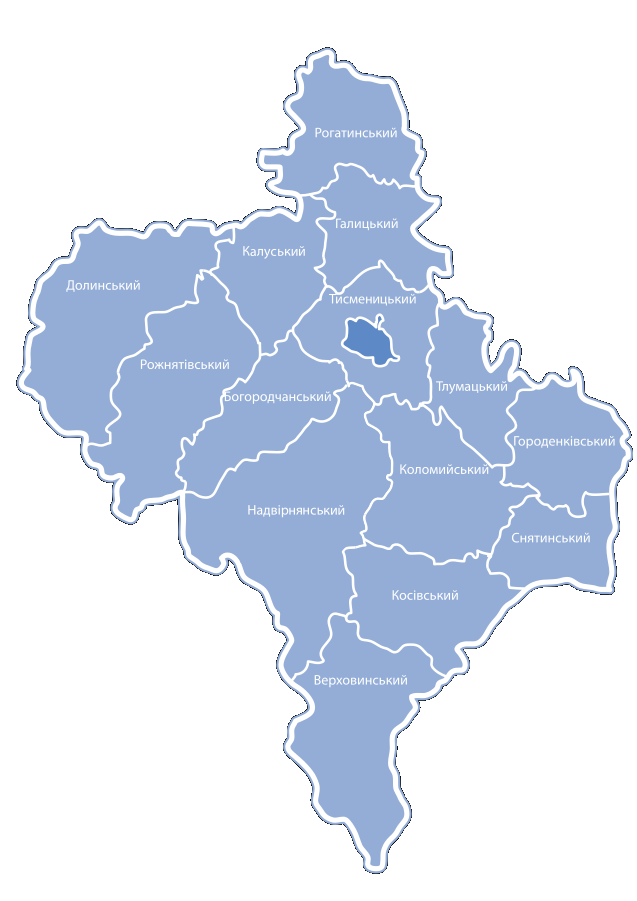 Рогатинський
Галицький
Калуський
Долинський
Тисменицький
Рожнятівський
Тлумацький
Богородчанський
Городенківський
Коломийський
Надвірнянський
Снятинський
Косівський
Верховинський